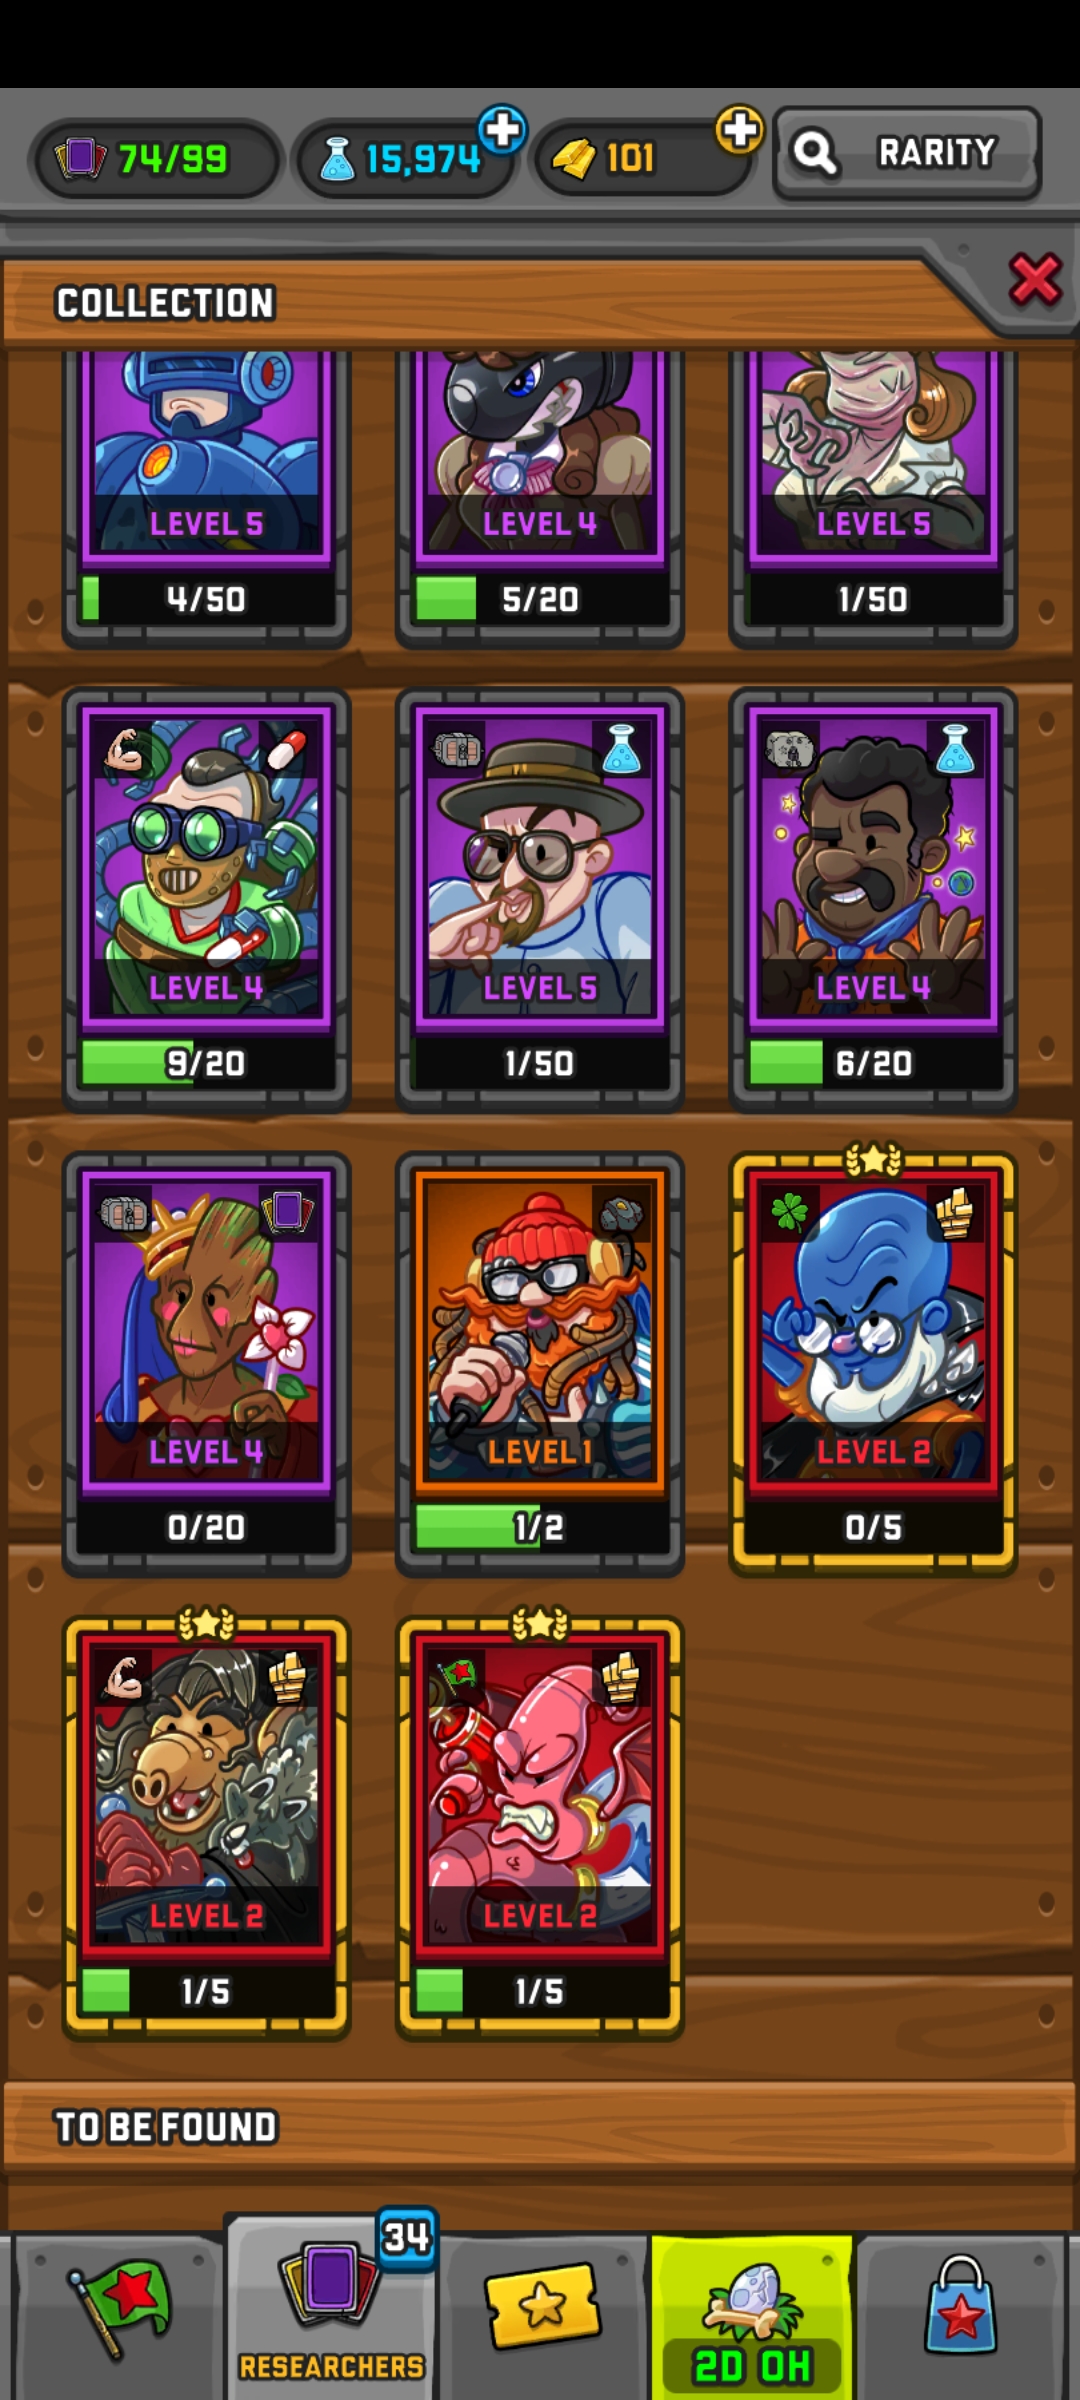 74/99 15,974 101 RARITY
COLLECTION
LEVEL 5 LEVEL 4 LEVEL 5
4/50 5/20 1/50
LEVEL 4 LEVEL 5 LEVEL 4
9/20 1/50 6/20
LEVEL 4 LEVEL 1 LEVEL 2
0/20 1/2 0/5
LEVEL 2 LEVEL 2
1/5 1/5
TO BE FOUND
34
RESEARCHERS 2D 0H